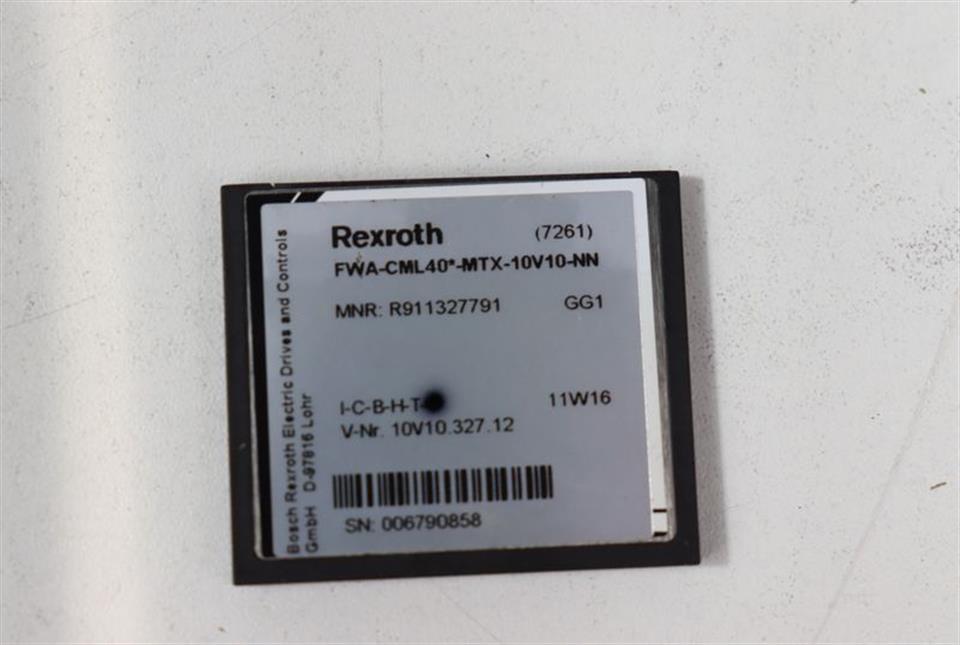 Rexroth (7261)
FWA-CML40*-MTX-10V10-NN
MNR: R911327791 GG1
I-C-B-H-T- 11W16
V-Nr. 10V10.327.12
SN: 006790858
Bosch Rexroth Electric Drives and Controls
GmbH D-97816 Lohr